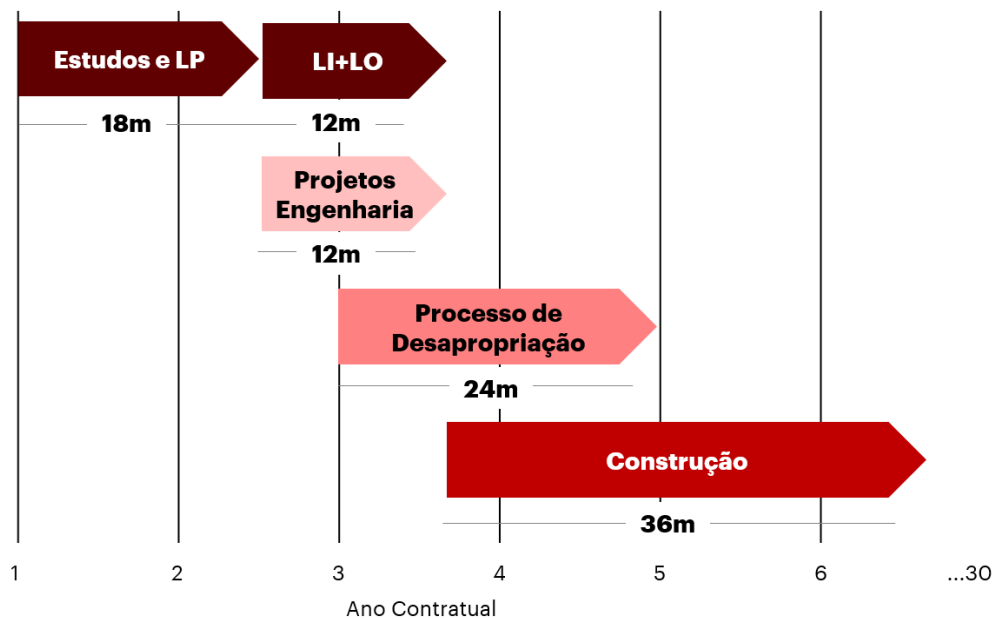 Estudos e LP
LI+LO
18m
12m
Projetos
Engenharia
12m
Processo de
Desapropriação
24m
Construção
36m
1 2 3 4 5 6 ...30
Ano Contratual